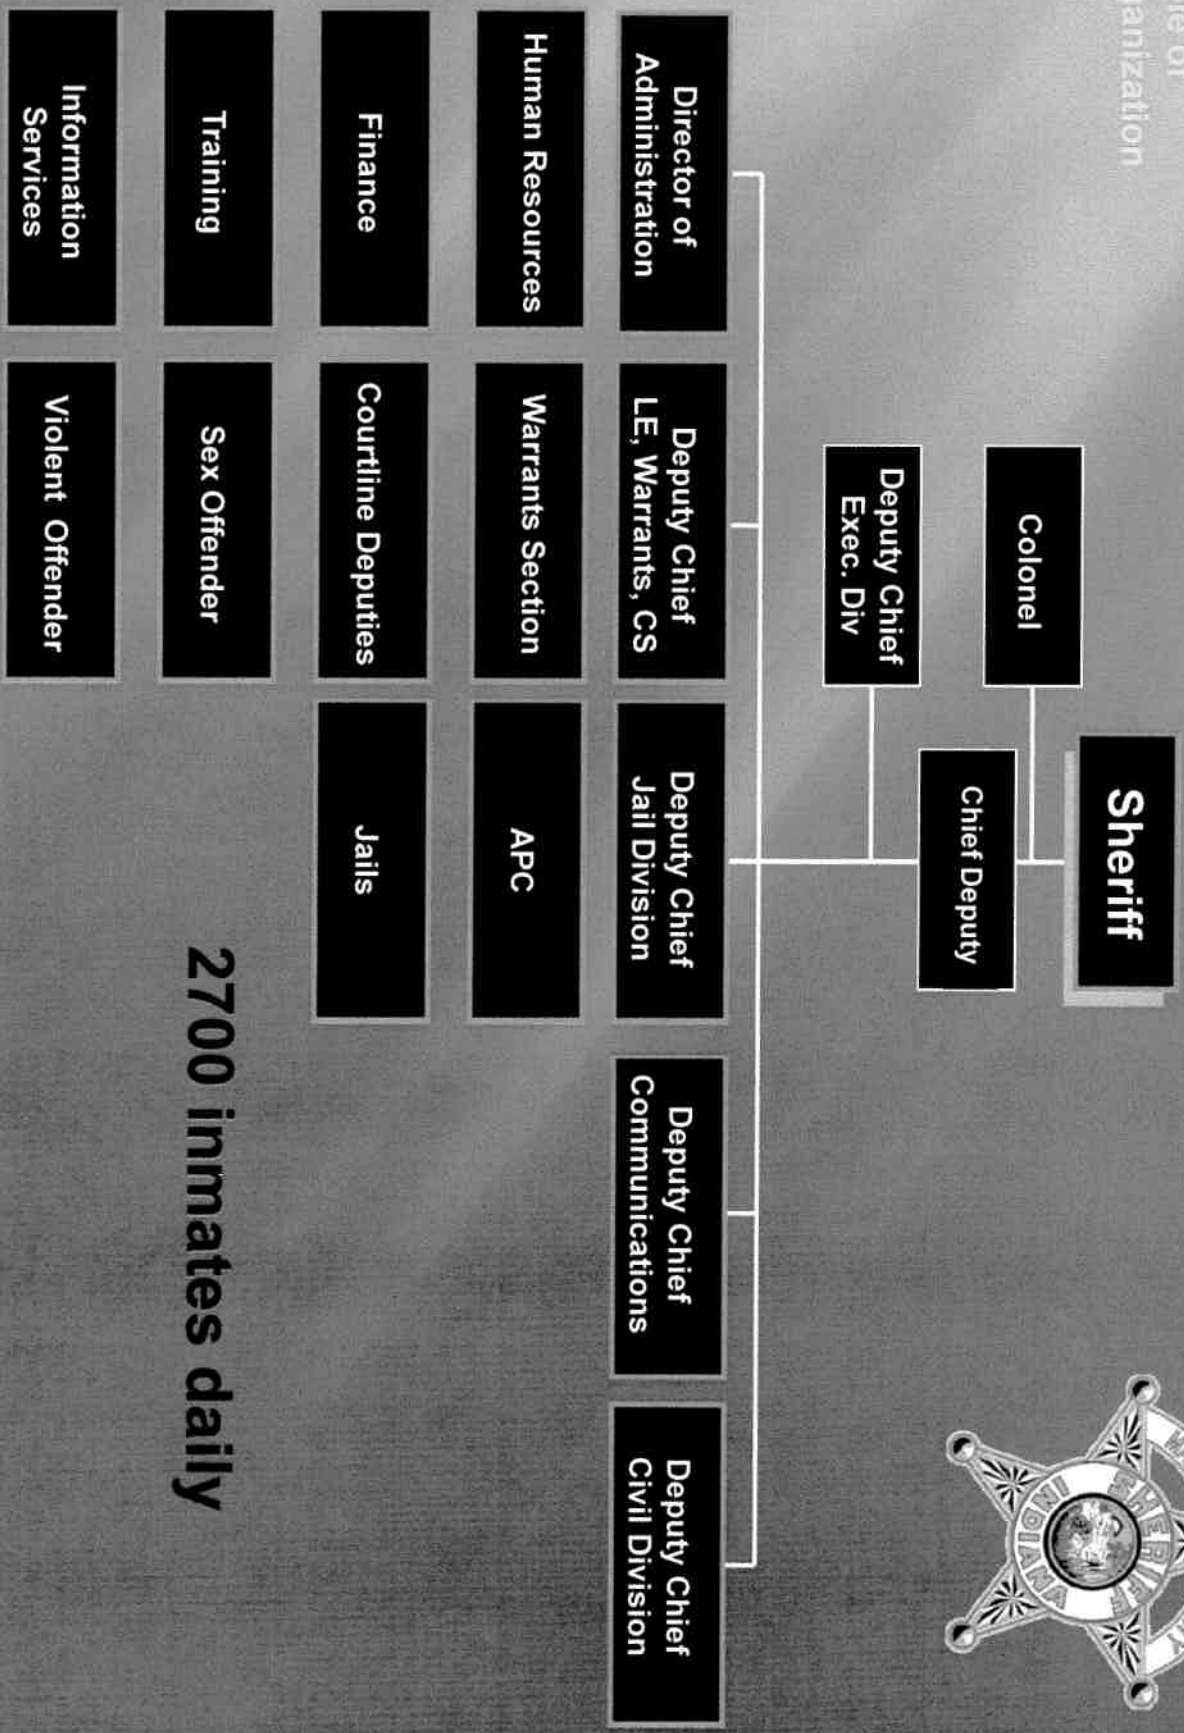 anization
Sheriff
Colonel
Chief Deputy
Deputy Chief
Exec. Div
Director of
Administration
Deputy Chief
LE, Warrants, CS
Deputy Chief
Jail Division
Deputy Chief
Communications
Deputy Chief
Civil Division
Human Resources
Warrants Section
APC
Finance
Courtline Deputies
Jails
Training
Sex Offender
Information
Services
Violent Offender
2700 inmates daily
SHERIFF
INDIANA